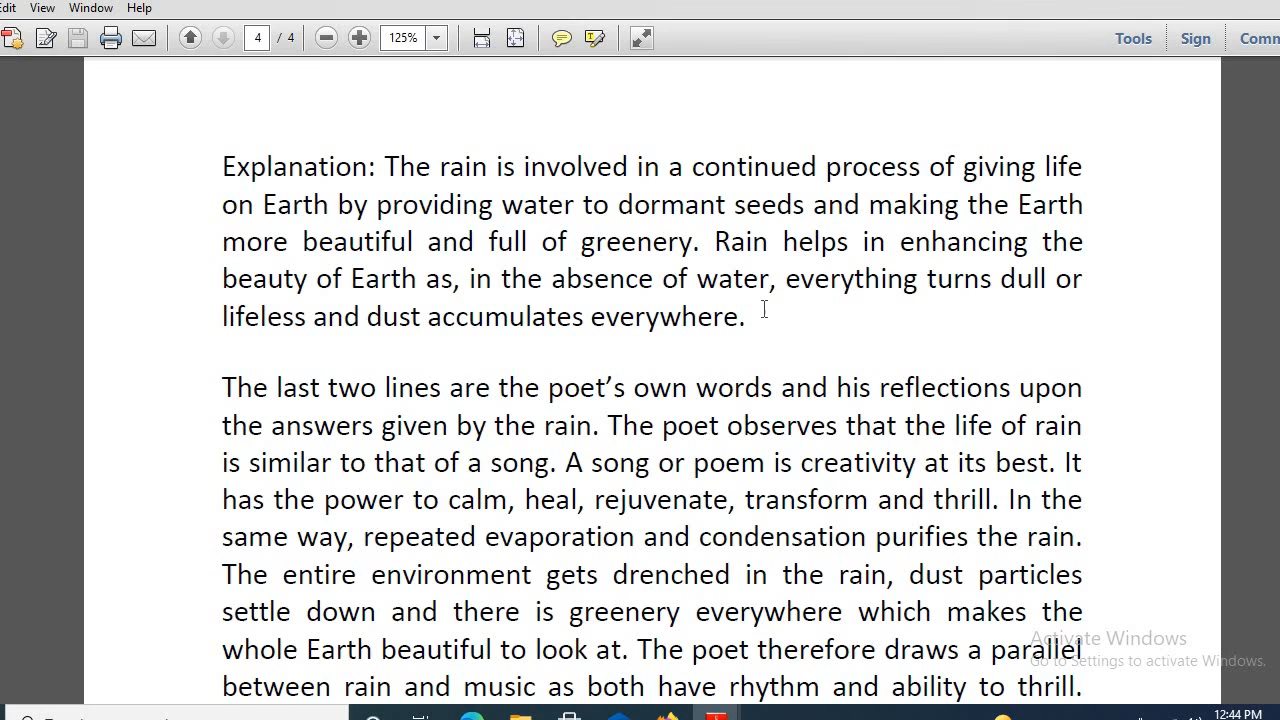 Edit View Window Help
4 / 4 125% Tools Sign Comm
Explanation: The rain is involved in a continued process of giving life
on Earth by providing water to dormant seeds and making the Earth
more beautiful and full of greenery. Rain helps in enhancing the
beauty of Earth as, in the absence of water, everything turns dull or
lifeless and dust accumulates everywhere.
The last two lines are the poet’s own words and his reflections upon
the answers given by the rain. The poet observes that the life of rain
is similar to that of a song. A song or poem is creativity at its best. It
has the power to calm, heal, rejuvenate, transform and thrill. In the
same way, repeated evaporation and condensation purifies the rain.
The entire environment gets drenched in the rain, dust particles
settle down and there is greenery everywhere which makes the
whole Earth beautiful to look at. The poet therefore draws a parallel
between rain and music as both have rhythm and ability to thrill.
Activate Windows
Go to Settings to activate Windows.
12:44 PM